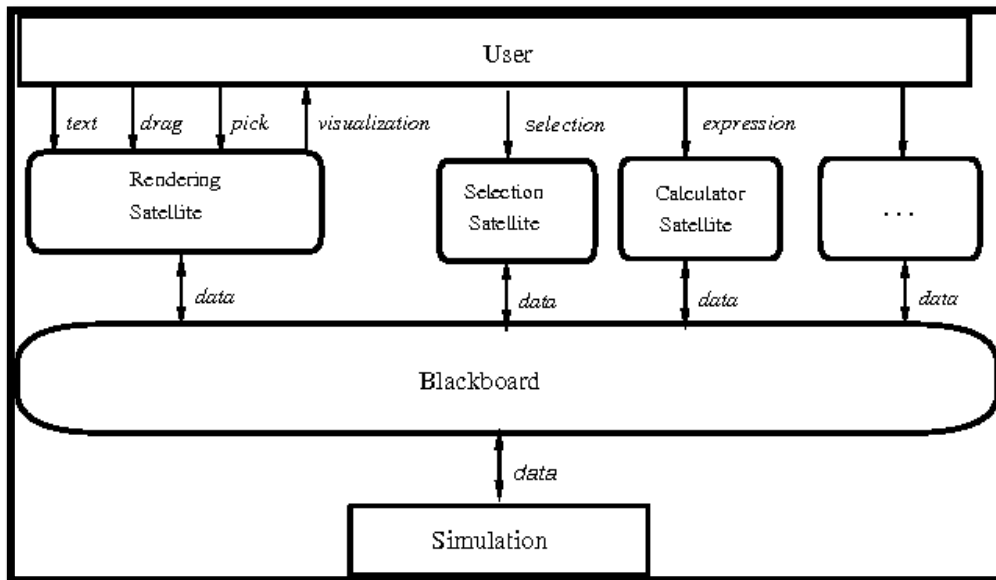 User
text drag pick visualization selection expression
Rendering
Satellite
Selection
Satellite
Calculator
Satellite
...
data data data data
Blackboard
data
Simulation